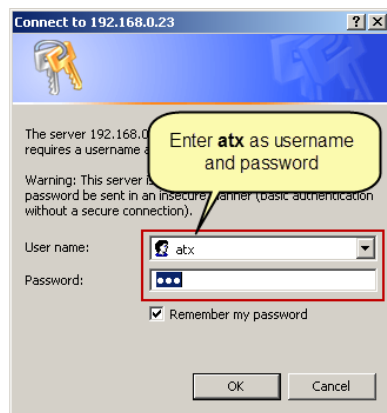 Connect to 192.168.0.23
The server 192.168.0
requires a username
Enter atx as username
and password
Warning: This server
password be sent in an insecure manner (basic authentication
without a secure connection).
User name:
atx
Password:
•••
Remember my password
OK
Cancel